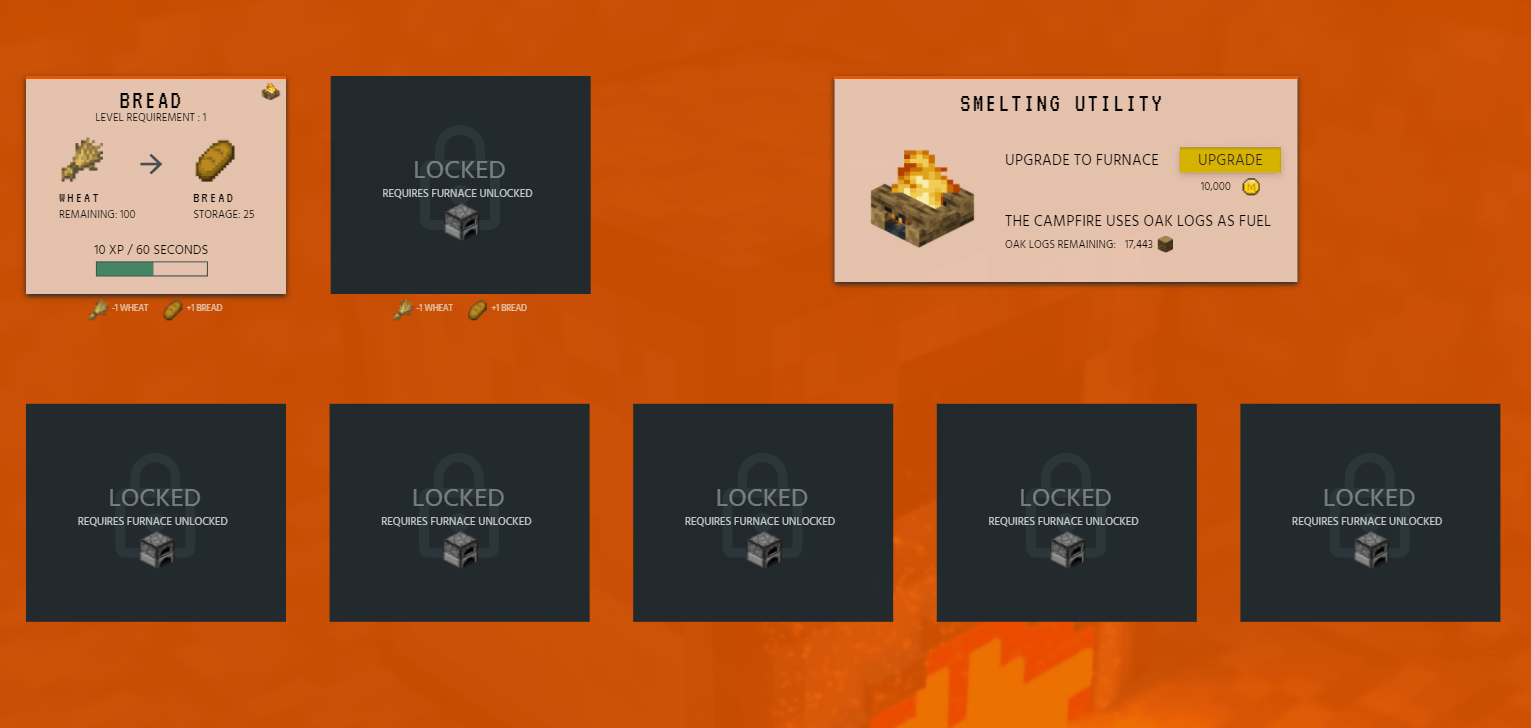 BREAD
LEVEL REQUIREMENT : 1
WHEAT
REMAINING: 100
BREAD
STORAGE: 25
10 XP / 60 SECONDS
-1 WHEAT
+1 BREAD
LOCKED
REQUIRES FURNACE UNLOCKED
-1 WHEAT
+1 BREAD
SMELTING UTILITY
UPGRADE TO FURNACE
UPGRADE
10,000
M
THE CAMPFIRE USES OAK LOGS AS FUEL
OAK LOGS REMAINING: 17,443
LOCKED
REQUIRES FURNACE UNLOCKED
LOCKED
REQUIRES FURNACE UNLOCKED
LOCKED
REQUIRES FURNACE UNLOCKED
LOCKED
REQUIRES FURNACE UNLOCKED
LOCKED
REQUIRES FURNACE UNLOCKED